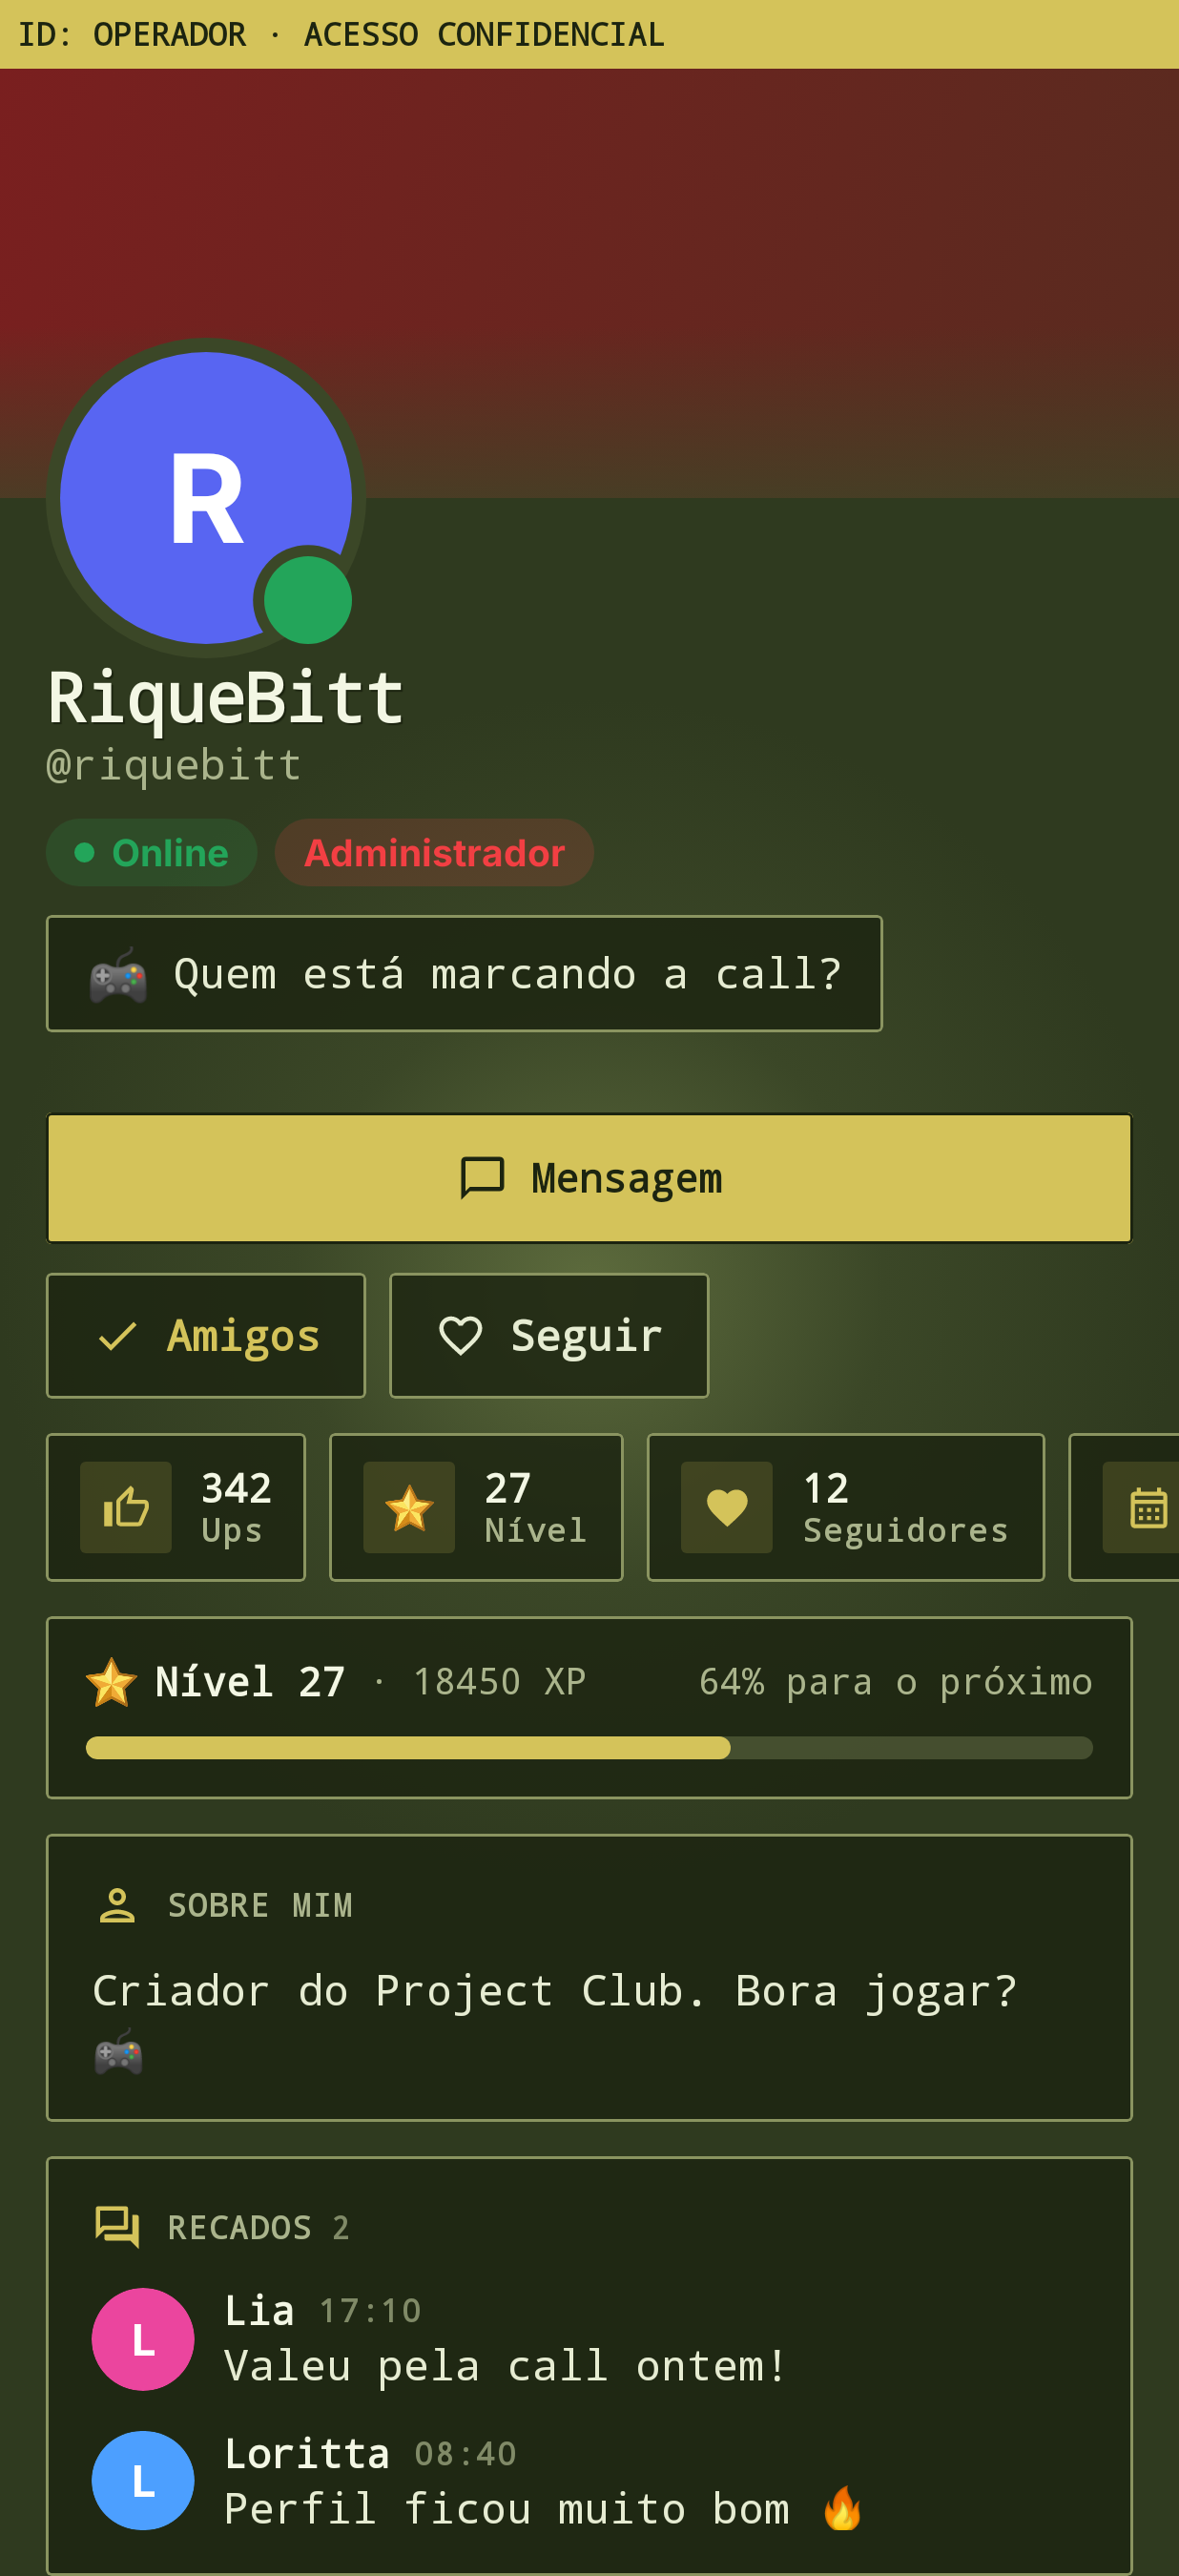 ID: OPERADOR · ACESSO CONFIDENCIAL
R
RiqueBitt
@riquebitt
Online
Administrador
🎮 Quem está marcando a call?
Mensagem
Amigos
Seguir
342
Ups
27
Nível
12
Seguidores
Nível 27 · 18450 XP
64% para o próximo
SOBRE MIM
Criador do Project Club. Bora jogar?
🎮
RECADOS 2
L
Lia 17:10
Valeu pela call ontem!
L
Loritta 08:40
Perfil ficou muito bom 🔥